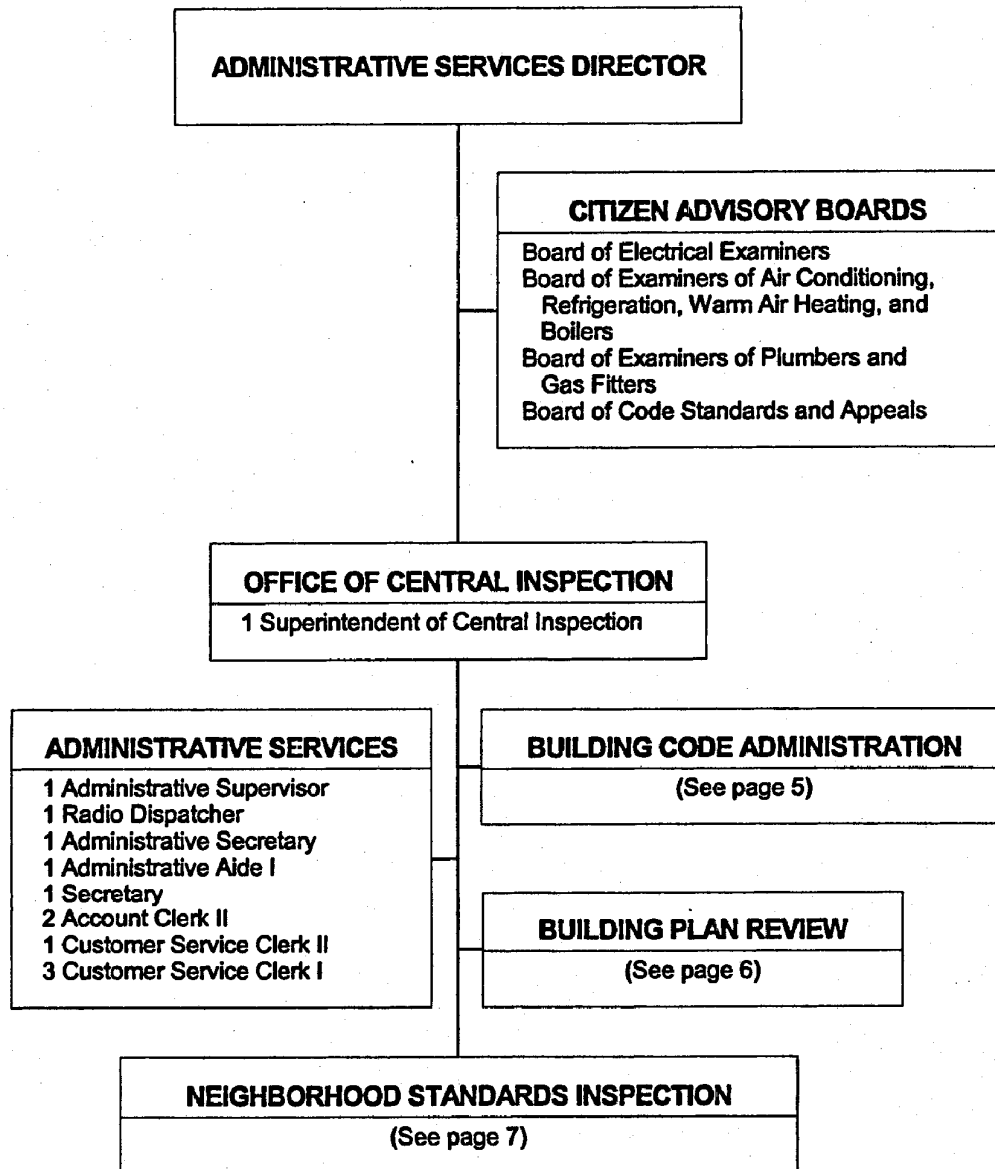 ADMINISTRATIVE SERVICES DIRECTOR
CITIZEN ADVISORY BOARDS
Board of Electrical Examiners
Board of Examiners of Air Conditioning,
Refrigeration, Warm Air Heating, and
Boilers
Board of Examiners of Plumbers and
Gas Fitters
Board of Code Standards and Appeals
OFFICE OF CENTRAL INSPECTION
1 Superintendent of Central Inspection
ADMINISTRATIVE SERVICES
1 Administrative Supervisor
1 Radio Dispatcher
1 Administrative Secretary
1 Administrative Aide I
1 Secretary
2 Account Clerk II
1 Customer Service Clerk II
3 Customer Service Clerk I
BUILDING CODE ADMINISTRATION
(See page 5)
BUILDING PLAN REVIEW
(See page 6)
NEIGHBORHOOD STANDARDS INSPECTION
(See page 7)